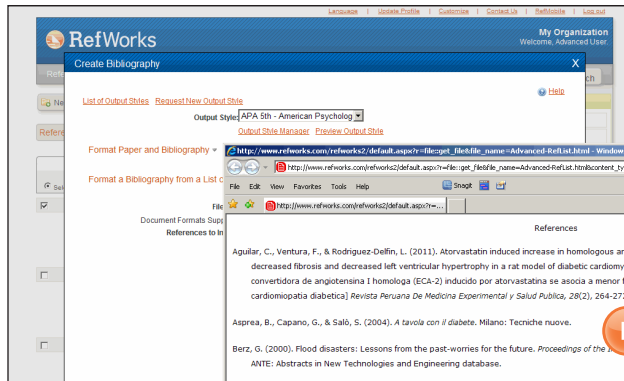 Language | Update Profile | Customize | Contact Us | RefMobile | Log out
RefWorks
My Organization
Welcome, Advanced User.
Create Bibliography X
Refe
ch
Ne
Help
List of Output Styles Request New Output Style
Output Style: APA 5th - American Psycholog
Output Style Manager Preview Output Style
Refere
Format Paper and Bibliography
http://www.refworks.com/refworks2/default.aspx?r=file::get_file&file_name=Advanced-RefList.html - Window
http://www.refworks.com/refworks2/default.aspx?r=file::get_file&file_name=Advanced-RefList.html&content_ty
Format a Bibliography from a List o
Sel
File Edit View Favorites Tools Help Snagit
File
http://www.refworks.com/refworks2/default.aspx?r=...
Document Formats Supp
References to In
References
Aguilar, C., Ventura, F., & Rodriguez-Delfin, L. (2011). Atorvastatin induced increase in homologous an
decreased fibrosis and decreased left ventricular hypertrophy in a rat model of diabetic cardiomy
convertidora de angiotensina I homologa (ECA-2) inducido por atorvastatina se asocia a menor f
cardiomiopatia diabetica] Revista Peruana De Medicina Experimental y Salud Publica, 28(2), 264-272
Asprea, B., Capano, G., & Salò, S. (2004). A tavola con il diabete. Milano: Tecniche nuove.
Berz, G. (2000). Flood disasters: Lessons from the past-worries for the future. Proceedings of the I
ANTE: Abstracts in New Technologies and Engineering database.